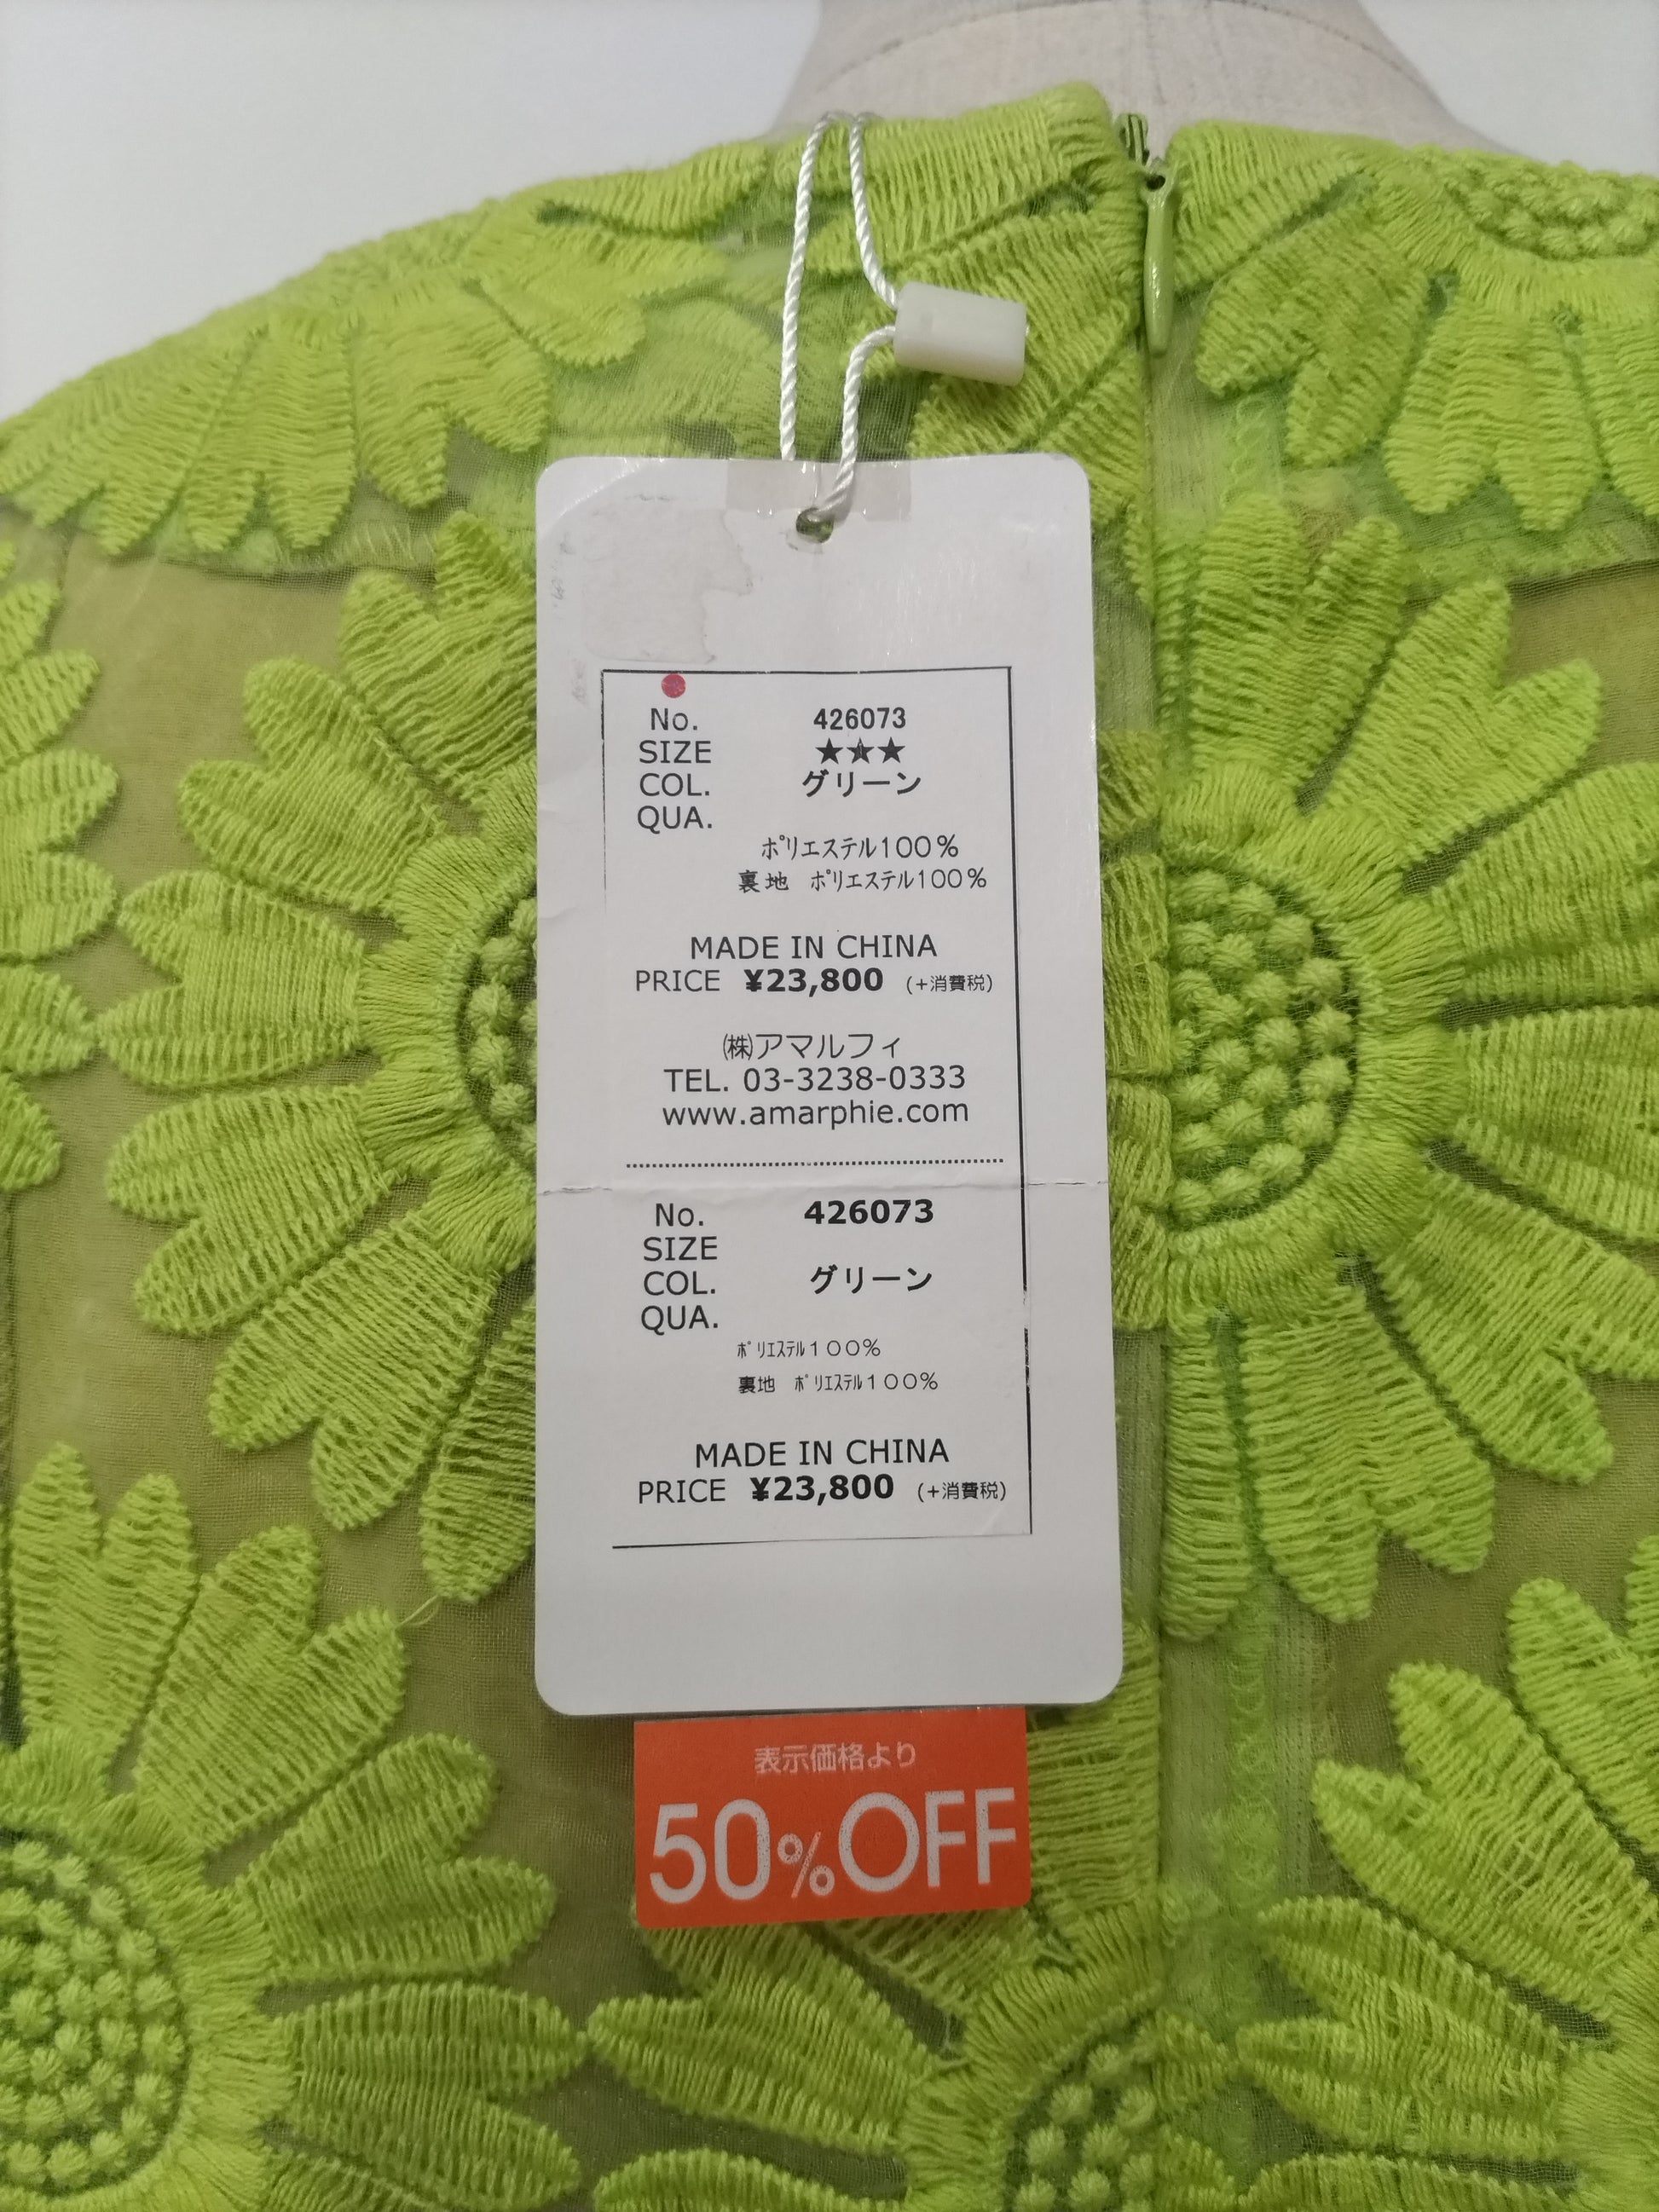 No. 426073
SIZE ★★★
COL. グリーン
QUA.
ポリエステル100%
裏地 ポリエステル100%
MADE IN CHINA
PRICE ¥23,800 (+消費税)
㈱アマルフィ
TEL. 03-3238-0333
www.amarphie.com
No. 426073
SIZE
COL. グリーン
QUA.
ポリエステル100%
裏地 ポリエステル100%
MADE IN CHINA
PRICE ¥23,800 (+消費税)
表示価格より
50%OFF